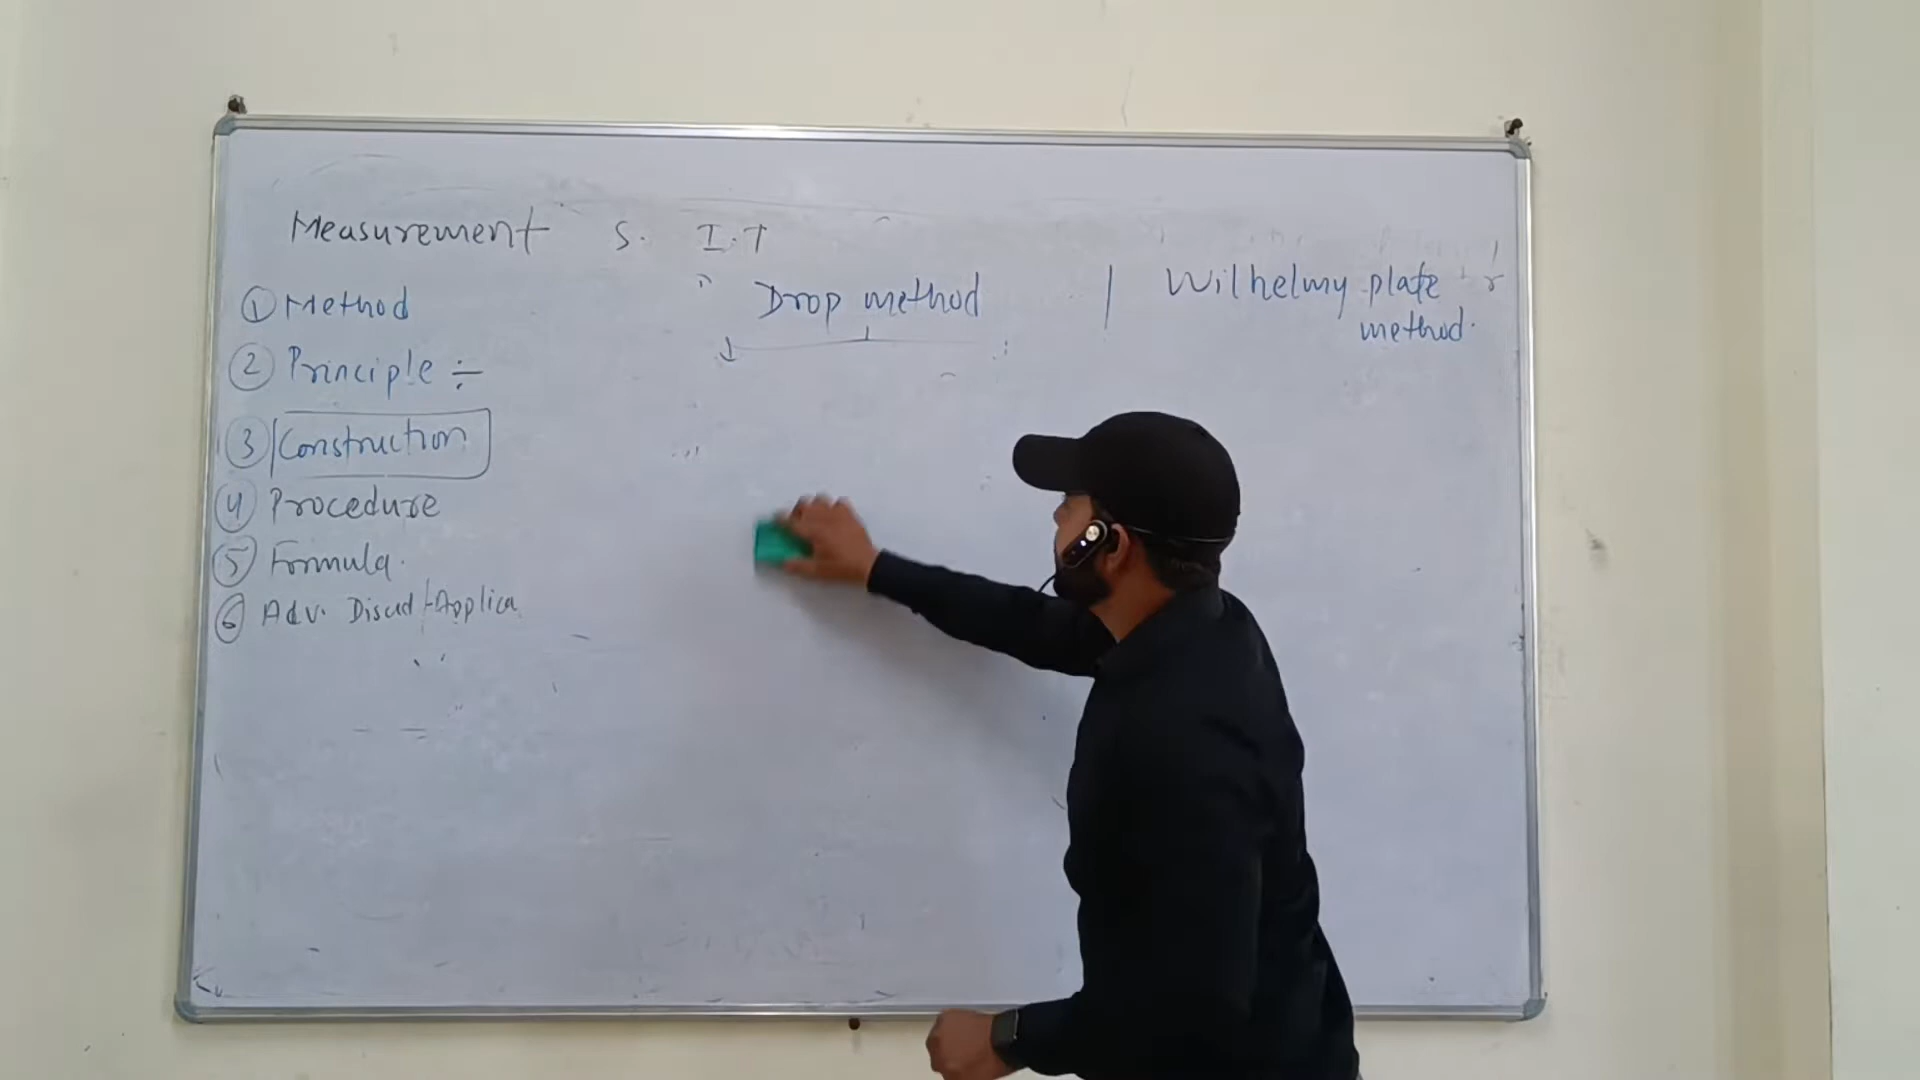 Measurement S. I.T
① Method
② Principle ÷
③ Construction
④ Procedure
⑤ Formula.
⑥ Adv. Disad Applica
Drop method
Wilhelmy plate
method.